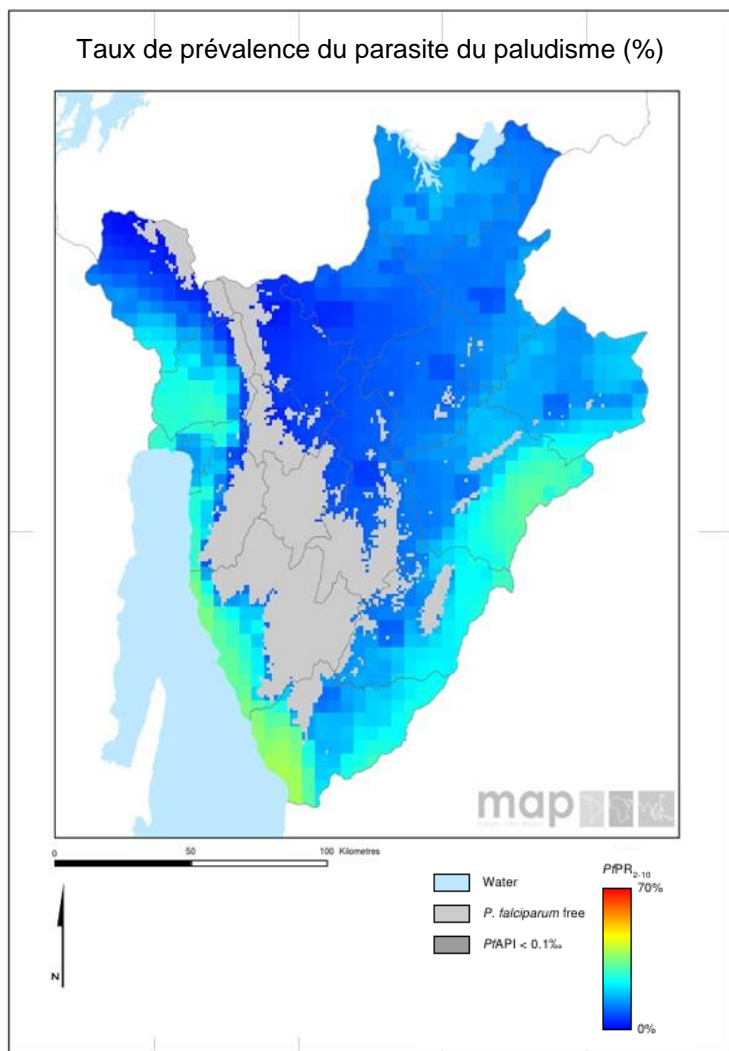 Taux de prévalence du parasite du paludisme (%)
map
0 50 100 Kilometres
Water
P. falciparum free
PfAPI < 0.1‰
PfPR2-10
70%
0%
N